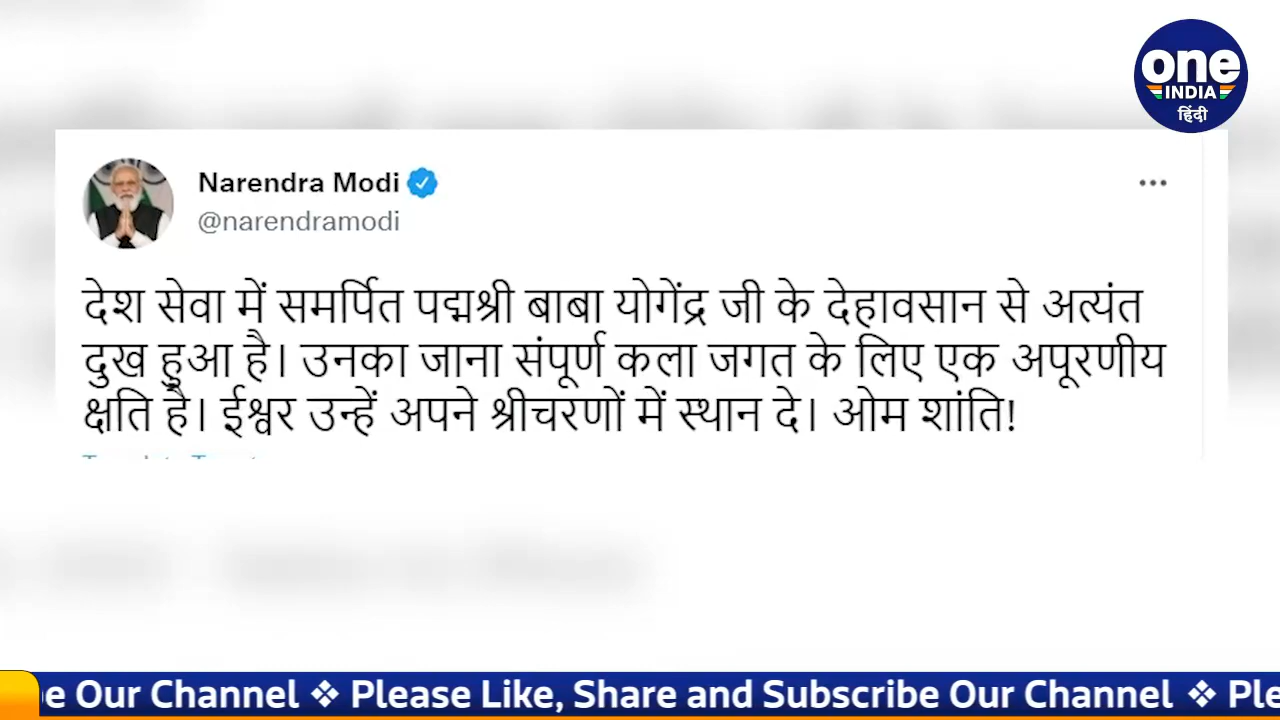 one
INDIA
हिंदी
Narendra Modi
@narendramodi
देश सेवा में समर्पित पद्मश्री बाबा योगेंद्र जी के देहावसान से अत्यंत
दुख हुआ है। उनका जाना संपूर्ण कला जगत के लिए एक अपूरणीय
क्षति है। ईश्वर उन्हें अपने श्रीचरणों में स्थान दे। ओम शांति!
Our Channel ❖ Please Like, Share and Subscribe Our Channel ❖